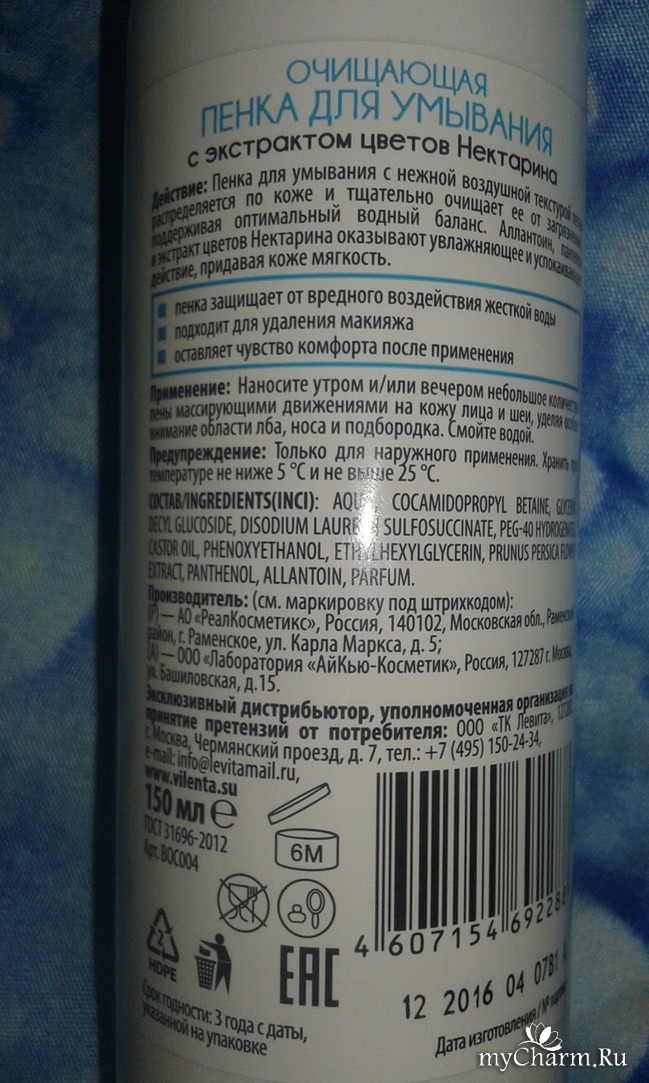 ОЧИЩАЮЩАЯ
ПЕНКА ДЛЯ УМЫВАНИЯ
с экстрактом цветов Нектарина
Действие: Пенка для умывания с нежной воздушной текстурой
распределяется по коже и тщательно очищает ее от
поддерживая оптимальный водный баланс. Аллантоин,
и экстракт цветов Нектарина оказывают увлажняющее и
действие, придавая коже мягкость.
пенка защищает от вредного воздействия жесткой воды
подходит для удаления макияжа
оставляет чувство комфорта после применения
Применение: Наносите утром и/или вечером небольшое количество
пены массирующими движениями на кожу лица и шеи, уделяя
внимание области лба, носа и подбородка. Смойте водой.
Предупреждение: Только для наружного применения. Хранить
температуре не ниже 5 °C и не выше 25 °C.
СОСТАВ/INGREDIENTS(INCI): COCAMIDOPROPYL BETAINE,
DECYL GLUCOSIDE, DISODIUM SULFOSUCCINATE, PEG-40
CASTOR OIL, PHENOXYETHANOL, ETHYLHEXYLGLYCERIN, PRUNUS PERSICA
EXTRACT, PANTHENOL, ALLANTOIN, PARFUM.
Производитель: (см. маркировку под штрихкодом):
(Р) — АО «РеалКосметикс», Россия, 140102, Московская обл.,
район, г. Раменское, ул. Карла Маркса, д. 5;
(А) — ООО «Лаборатория «АйКью-Косметик», Россия, 127287 г. Москва,
ул. Башиловская, д.15.
Эксклюзивный дистрибьютор, уполномоченная организация
принятие претензий от потребителя: ООО «ТК Левита»,
г. Москва, Чермянский проезд, д. 7, тел.: +7 (495) 150-24-34,
e-mail: info@levitamail.ru,
www.vilenta.su
150 мл e
ГОСТ 31696-2012
Арт. BOC004
6M
2
HDPE
EAC
4 607154 692288
12 2016 04 07B1 A
Срок годности: 3 года с даты,
указанной на упаковке
Дата изготовления / №
myCharm.Ru